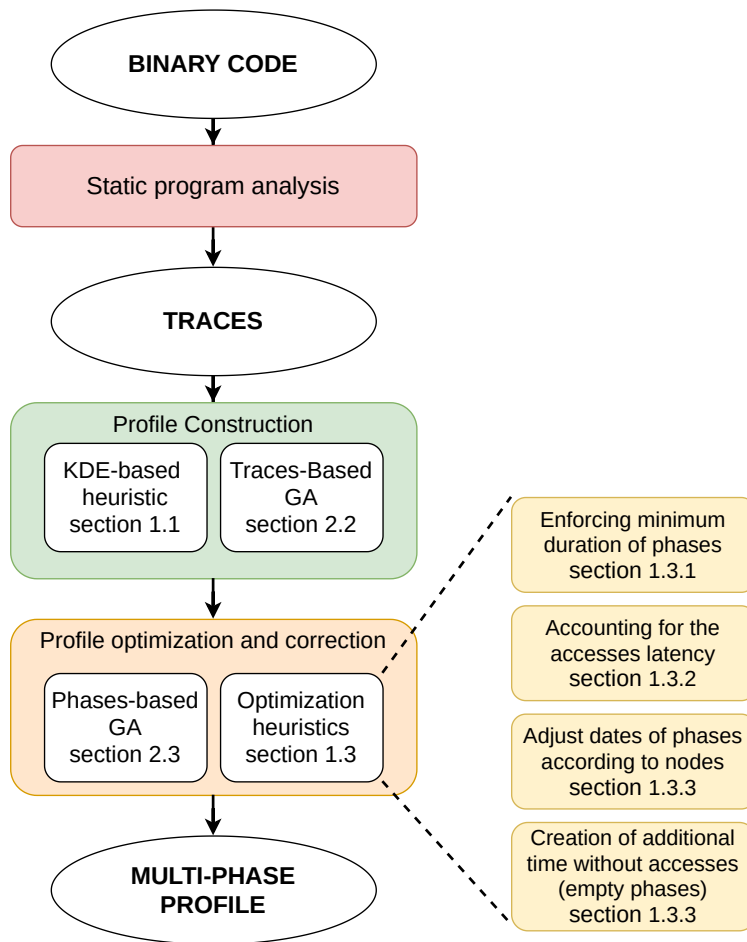 BINARY CODE
Static program analysis
TRACES
Profile Construction
KDE-based
heuristic
section 1.1
Traces-Based
GA
section 2.2
Profile optimization and correction
Phases-based
GA
section 2.3
Optimization
heuristics
section 1.3
Enforcing minimum
duration of phases
section 1.3.1
Accounting for the
accesses latency
section 1.3.2
Adjust dates of phases
according to nodes
section 1.3.3
Creation of additional
time without accesses
(empty phases)
section 1.3.3
MULTI-PHASE
PROFILE